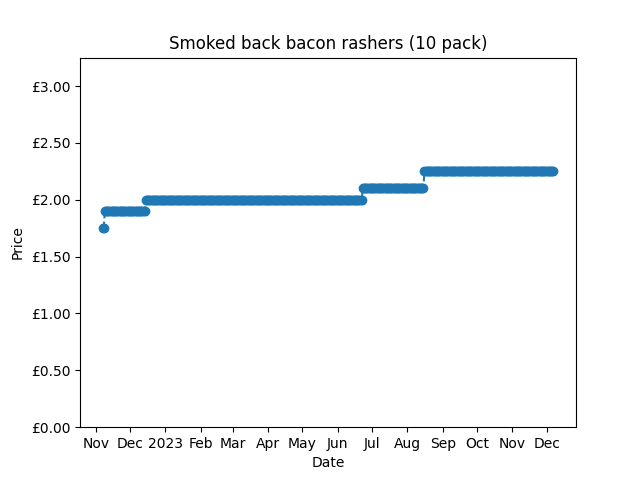 Smoked back bacon rashers (10 pack)
£3.00
£2.50
£2.00
£1.50
£1.00
£0.50
£0.00
Price
Nov Dec 2023 Feb Mar Apr May Jun Jul Aug Sep Oct Nov Dec
Date